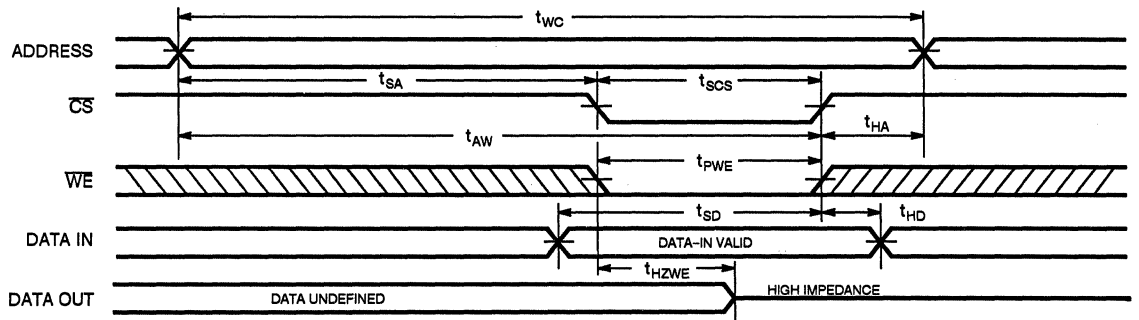 tWC
ADDRESS
tSA
tSCS
CS
tAW
tHA
tPWE
WE
tSD
tHD
DATA IN
DATA–IN VALID
tHZWE
DATA OUT
DATA UNDEFINED
HIGH IMPEDANCE